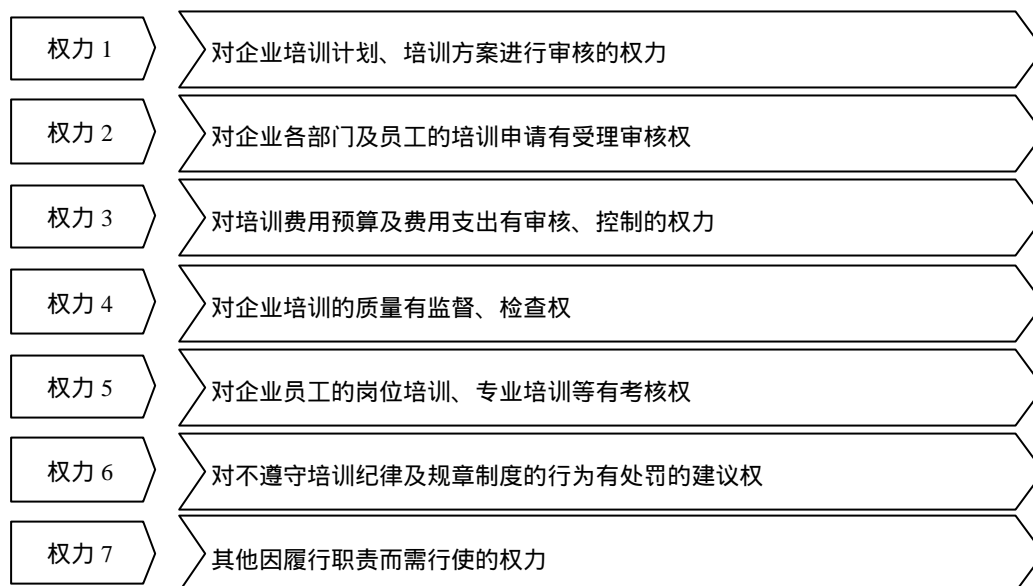 权力 1
对企业培训计划、培训方案进行审核的权力
权力 2
对企业各部门及员工的培训申请有受理审核权
权力 3
对培训费用预算及费用支出有审核、控制的权力
权力 4
对企业培训的质量有监督、检查权
权力 5
对企业员工的岗位培训、专业培训等有考核权
权力 6
对不遵守培训纪律及规章制度的行为有处罚的建议权
权力 7
其他因履行职责而需行使的权力